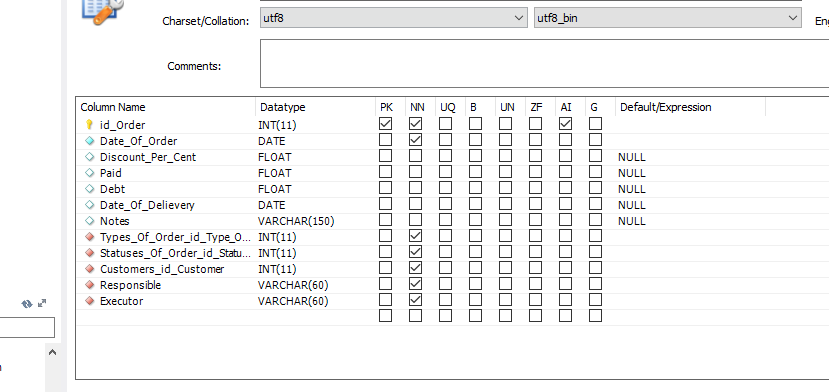 Charset/Collation: utf8 utf8_bin Eng
Comments:
Column Name Datatype PK NN UQ B UN ZF AI G Default/Expression
id_Order INT(11)
Date_Of_Order DATE
Discount_Per_Cent FLOAT NULL
Paid FLOAT NULL
Debt FLOAT NULL
Date_Of_Delievery DATE NULL
Notes VARCHAR(150) NULL
Types_Of_Order_id_Type_O... INT(11)
Statuses_Of_Order_id_Statu... INT(11)
Customers_id_Customer INT(11)
Responsible VARCHAR(60)
Executor VARCHAR(60)